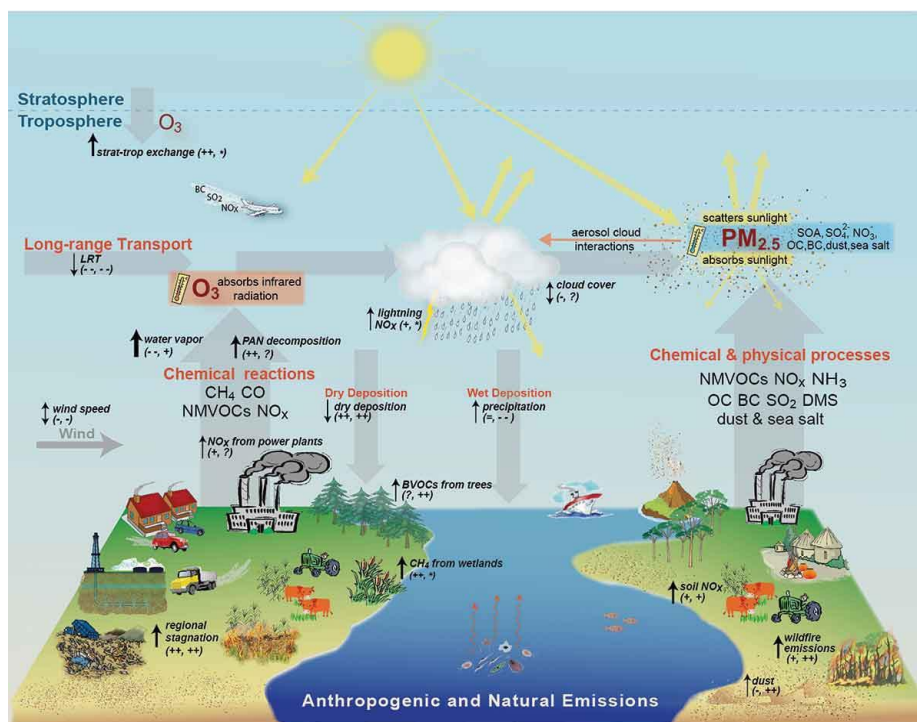 Stratosphere
Troposphere
O3
strat-trop exchange (++, *)
BC
SO2
NOx
scatters sunlight
PM2.5
absorbs sunlight
SOA, SO4 2-, NO3-,
OC,BC,dust,sea salt
aerosol cloud
interactions
Long-range Transport
LRT
(- -, - -)
O3 absorbs infrared
radiation
cloud cover
(-, ?)
lightning
NOx (+, *)
water vapor
(- -, +)
PAN decomposition
(++, ?)
Chemical reactions
CH4 CO
NMVOCs NOx
Chemical & physical processes
NMVOCs NOx NH3
OC BC SO2 DMS
dust & sea salt
Dry Deposition
dry deposition
(++, ++)
Wet Deposition
precipitation
(=, - -)
wind speed
(-, -)
Wind
NOx from power plants
(+, ?)
BVOCs from trees
(?, ++)
CH4 from wetlands
(++, *)
soil NOx
(+, +)
regional
stagnation
(++, ++)
wildfire
emissions
(+, ++)
dust
(-, ++)
Anthropogenic and Natural Emissions